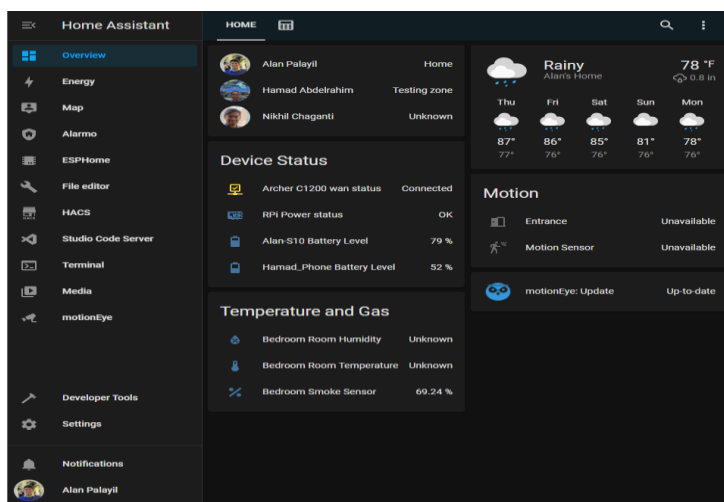 Home Assistant
Overview
Energy
Map
Alarmo
ESPHome
File editor
HACS
Studio Code Server
Terminal
Media
motionEye
Developer Tools
Settings
Notifications
Alan Palayil
HOME
Alan Palayil Home
Hamad Abdelrahim Testing zone
Nikhil Chaganti Unknown
Device Status
Archer C1200 wan status Connected
RPi Power status OK
Alan-S10 Battery Level 79 %
Hamad_Phone Battery Level 52 %
Temperature and Gas
Bedroom Room Humidity Unknown
Bedroom Room Temperature Unknown
Bedroom Smoke Sensor 69.24 %
Rainy 78 °F
Alan's Home 0.8 in
Thu Fri Sat Sun Mon
87° 86° 85° 81° 78°
77° 76° 76° 76° 76°
Motion
Entrance Unavailable
Motion Sensor Unavailable
motionEye: Update Up-to-date